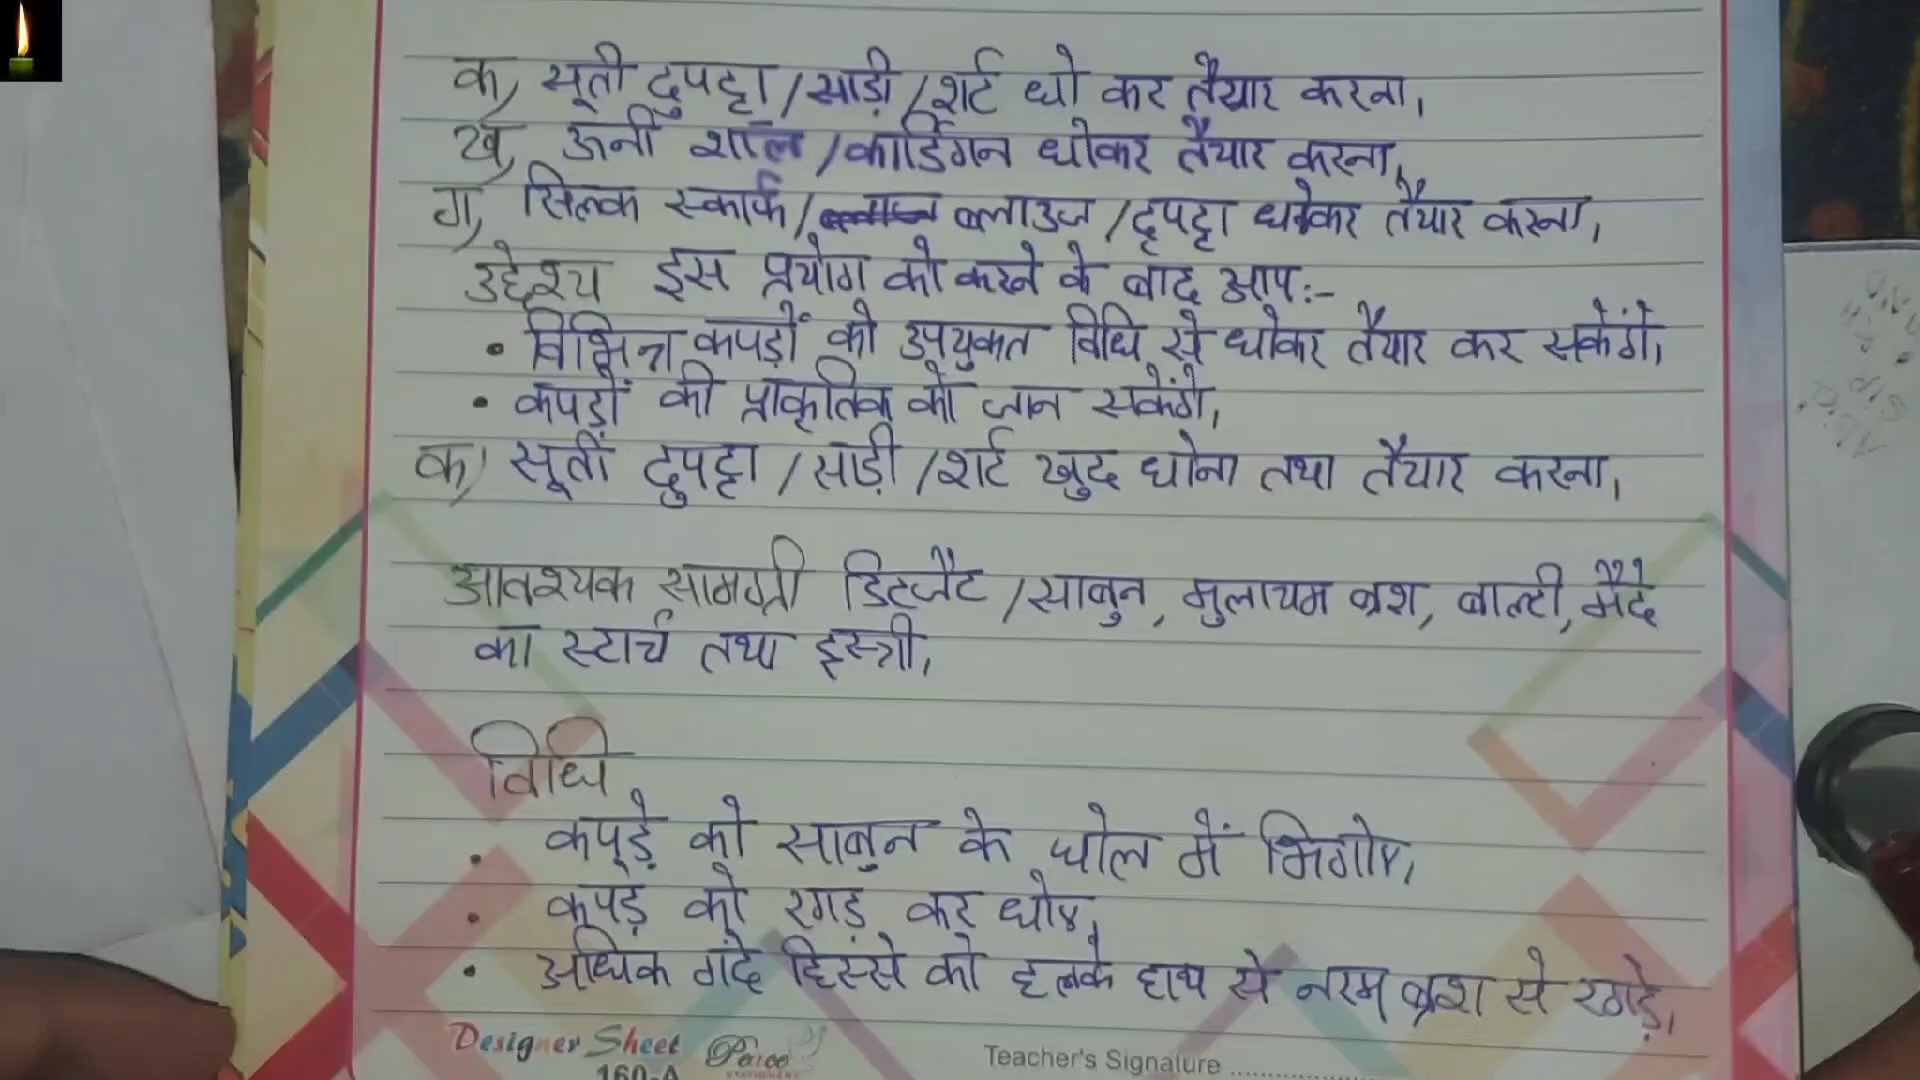 क) सूती दुपट्टा /साड़ी /शर्ट धो कर तैयार करना।
ख) ऊनी शॉल /कार्डिगन धोकर तैयार करना।
ग) सिल्क स्कार्फ/ ब्लाउज /दृपट्टा धोकर तैयार करना।
उद्देश्य इस प्रयोग को करने के बाद आप:-
• विभिन्न कपड़ों को उपयुक्त विधि से धोकर तैयार कर सकेंगे।
• कपड़ों की प्राकृतिक को जान सकेंगे।
क) सूतीं दुपट्टा /साड़ी /शर्ट खुद धोना तथा तैयार करना।
आवश्यक सामग्री डिटर्जैंट /साबुन, मुलायम ब्रश, बाल्टी, मैदे
का स्टार्च तथा इस्त्री।
विधि
• कपड़े को साबुन के घोल में भिगोए।
• कपड़े को रगड़ कर धोए।
• अधिक गंदे हिस्से को हलके हाथ से नरम ब्रश से रगड़े।
Designer Sheet
160-A
Teacher's Signature ................